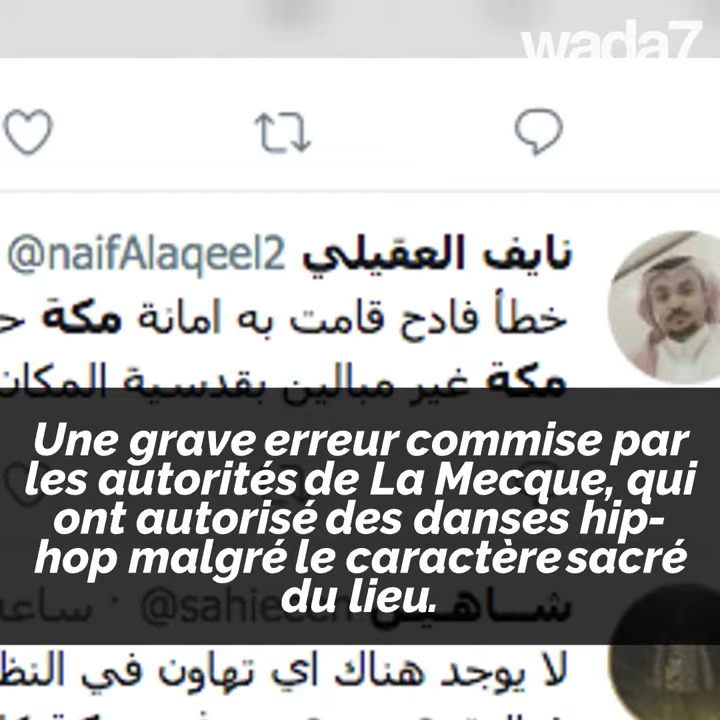 wada7
نايف العقيلي @naifAlaqeel2
خطأ فادح قامت به امانة مكة
مكة غير مبالين بقدسية المكان
Une grave erreur commise par
les autorités de La Mecque, qui
ont autorisé des danses hip-
hop malgré le caractère sacré
du lieu.
شـــاهـيـن
لا يوجد هناك اي تهاون في